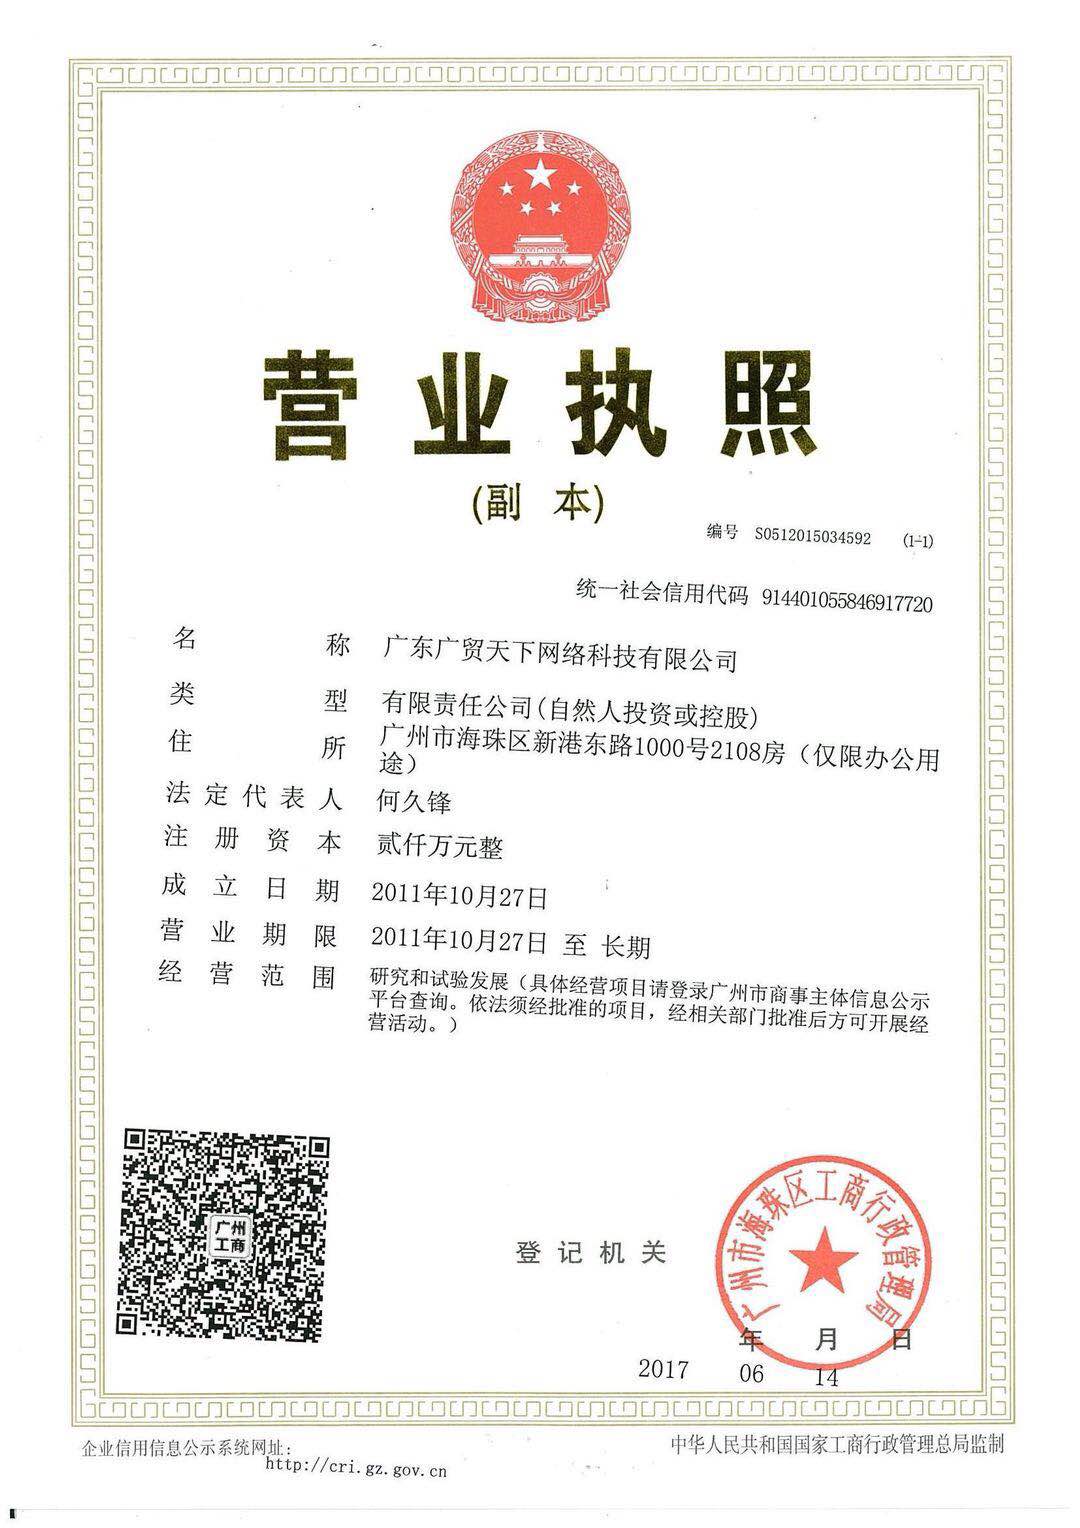 营业执照
(副 本)
编号 S0512015034592 (1-1)
统一社会信用代码 914401055846917720
名 称 广东广贸天下网络科技有限公司
类 型 有限责任公司(自然人投资或控股)
住 所 广州市海珠区新港东路1000号2108房（仅限办公用
途）
法定代表人 何久锋
注册资本 贰仟万元整
成立日期 2011年10月27日
营业期限 2011年10月27日 至 长期
经营范围 研究和试验发展（具体经营项目请登录广州市商事主体信息公示
平台查询。依法须经批准的项目，经相关部门批准后方可开展经
营活动。）
广州
工商
登记机关
广州市海珠区工商行政管理局
年 月 日
2017 06 14
企业信用信息公示系统网址:
http://cri.gz.gov.cn
中华人民共和国国家工商行政管理总局监制